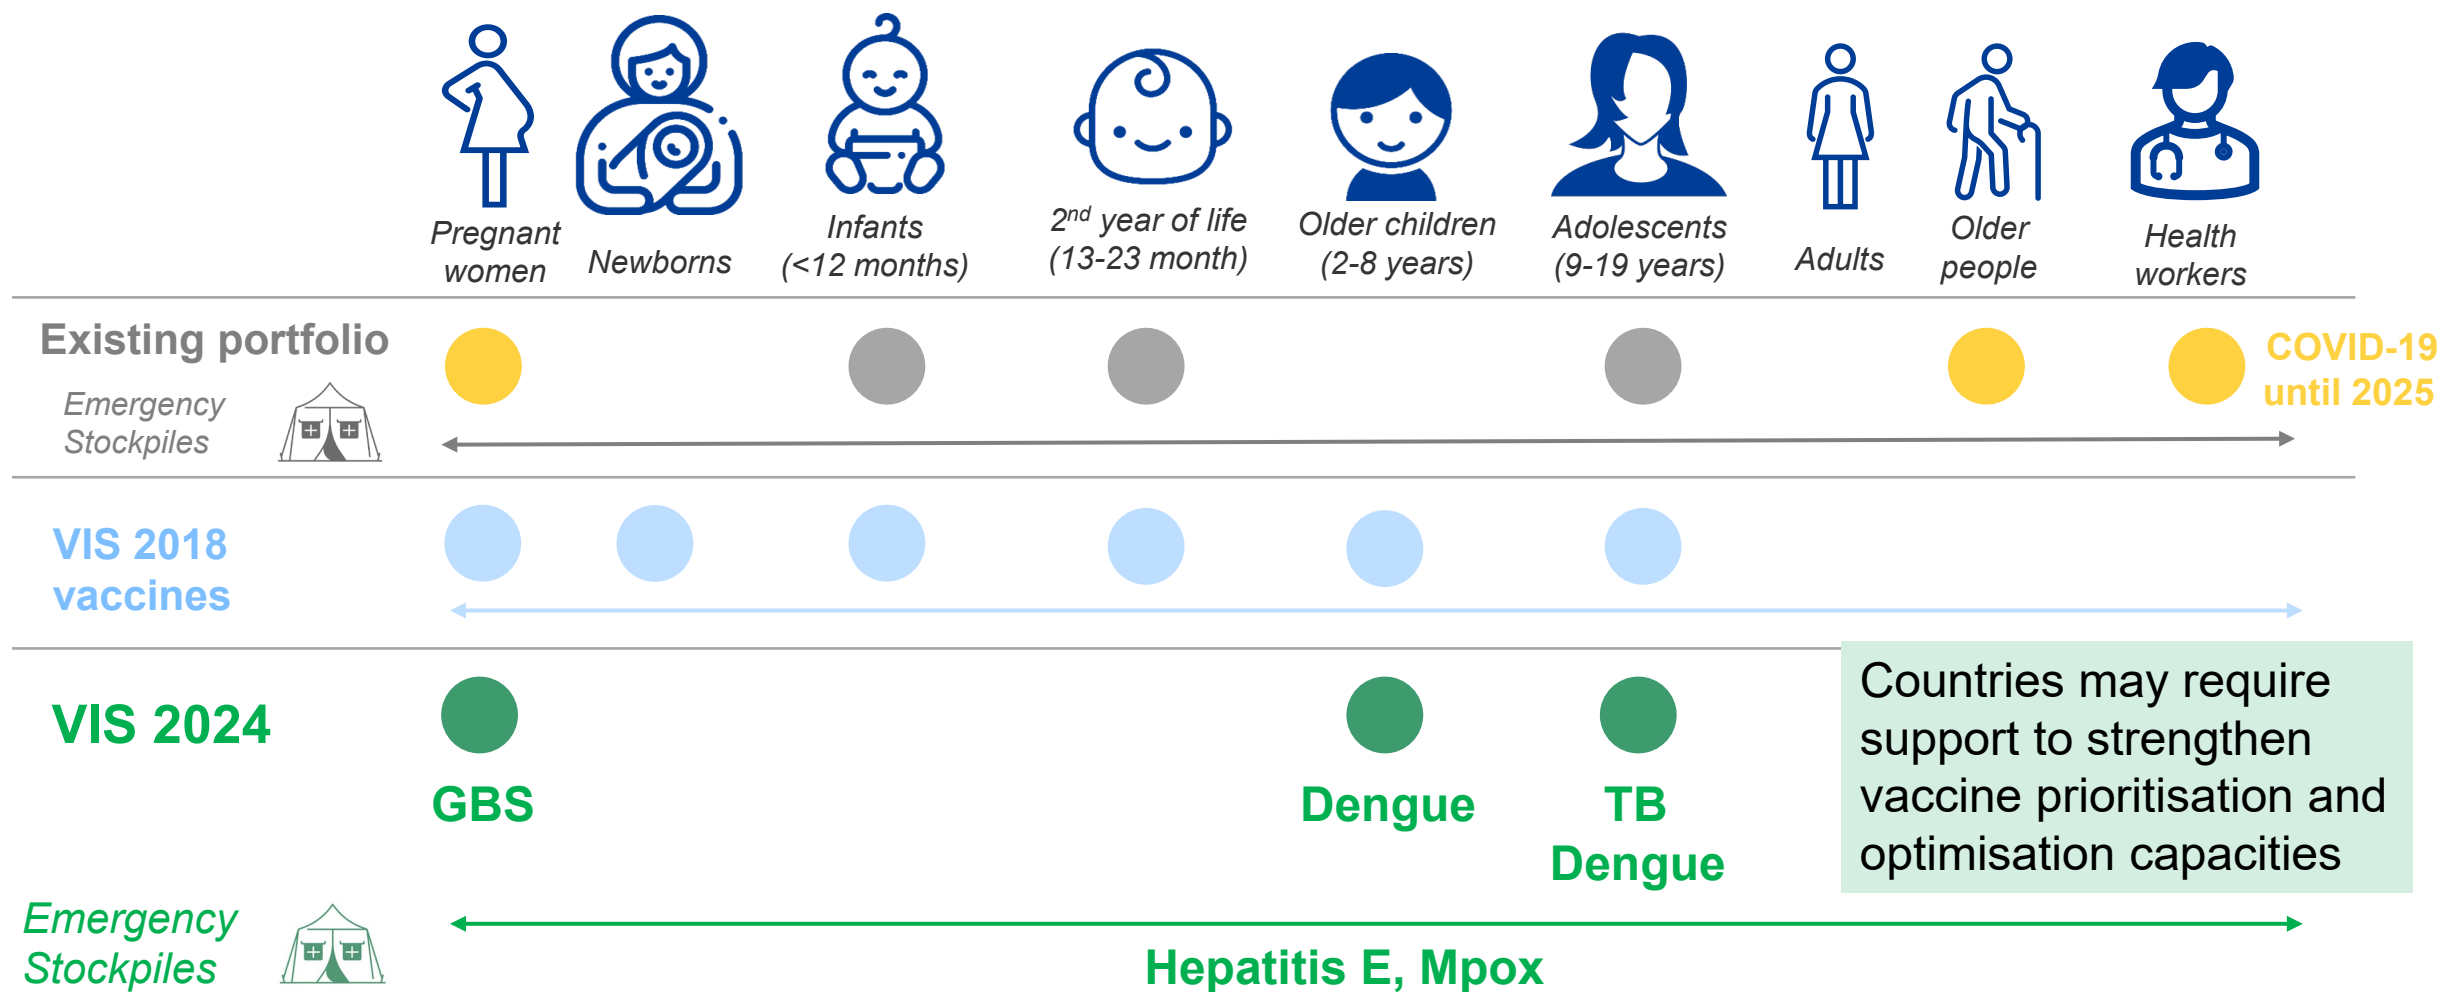 Pregnant
women
Newborns
Infants
(<12 months)
2nd year of life
(13-23 month)
Older children
(2-8 years)
Adolescents
(9-19 years)
Adults
Older
people
Health
workers
Existing portfolio
Emergency
Stockpiles
COVID-19
until 2025
VIS 2018
vaccines
VIS 2024
GBS
Dengue
TB
Dengue
Countries may require
support to strengthen
vaccine prioritisation and
optimisation capacities
Emergency
Stockpiles
Hepatitis E, Mpox